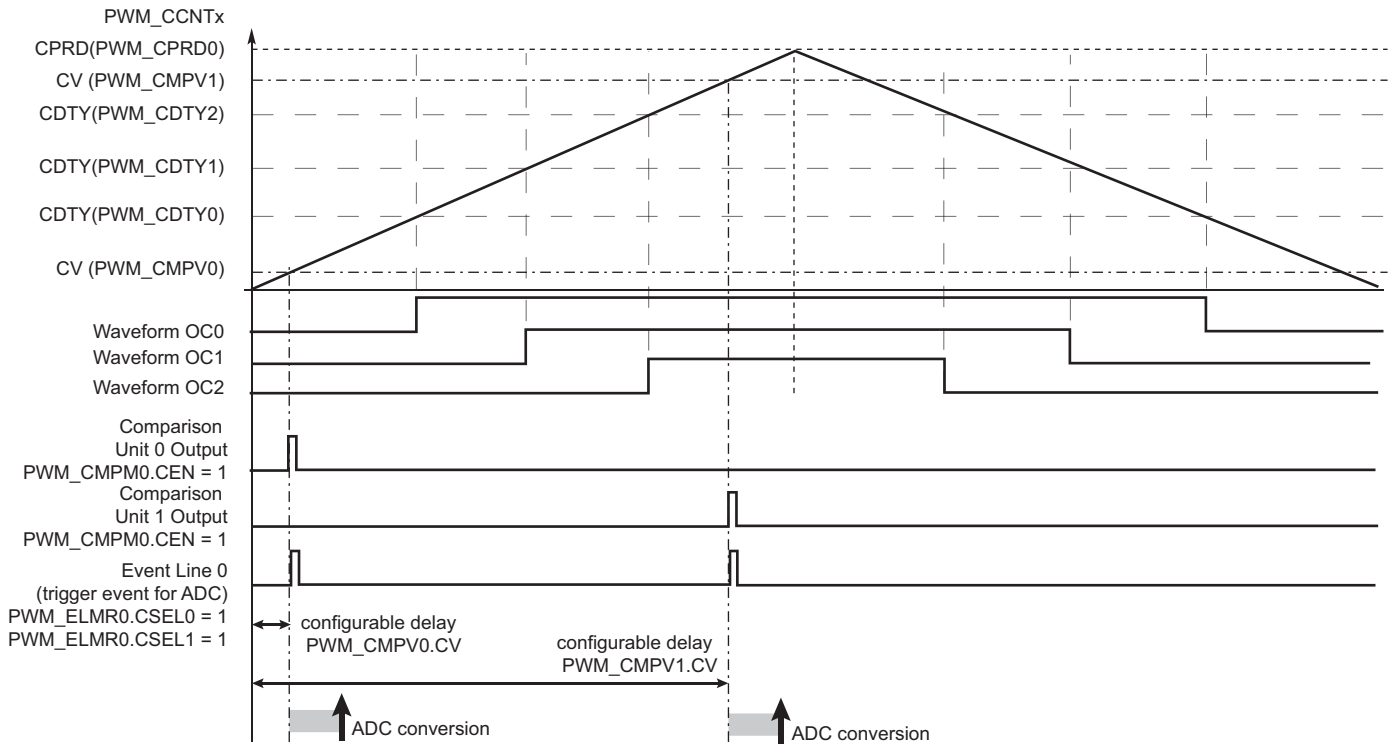 PWM_CCNTx
CPRD(PWM_CPRD0)
CV (PWM_CMPV1)
CDTY(PWM_CDTY2)
CDTY(PWM_CDTY1)
CDTY(PWM_CDTY0)
CV (PWM_CMPV0)
Waveform OC0
Waveform OC1
Waveform OC2
Comparison
Unit 0 Output
PWM_CMPM0.CEN = 1
Comparison
Unit 1 Output
PWM_CMPM0.CEN = 1
Event Line 0
(trigger event for ADC)
PWM_ELMR0.CSEL0 = 1
PWM_ELMR0.CSEL1 = 1
configurable delay
PWM_CMPV0.CV
configurable delay
PWM_CMPV1.CV
ADC conversion
ADC conversion